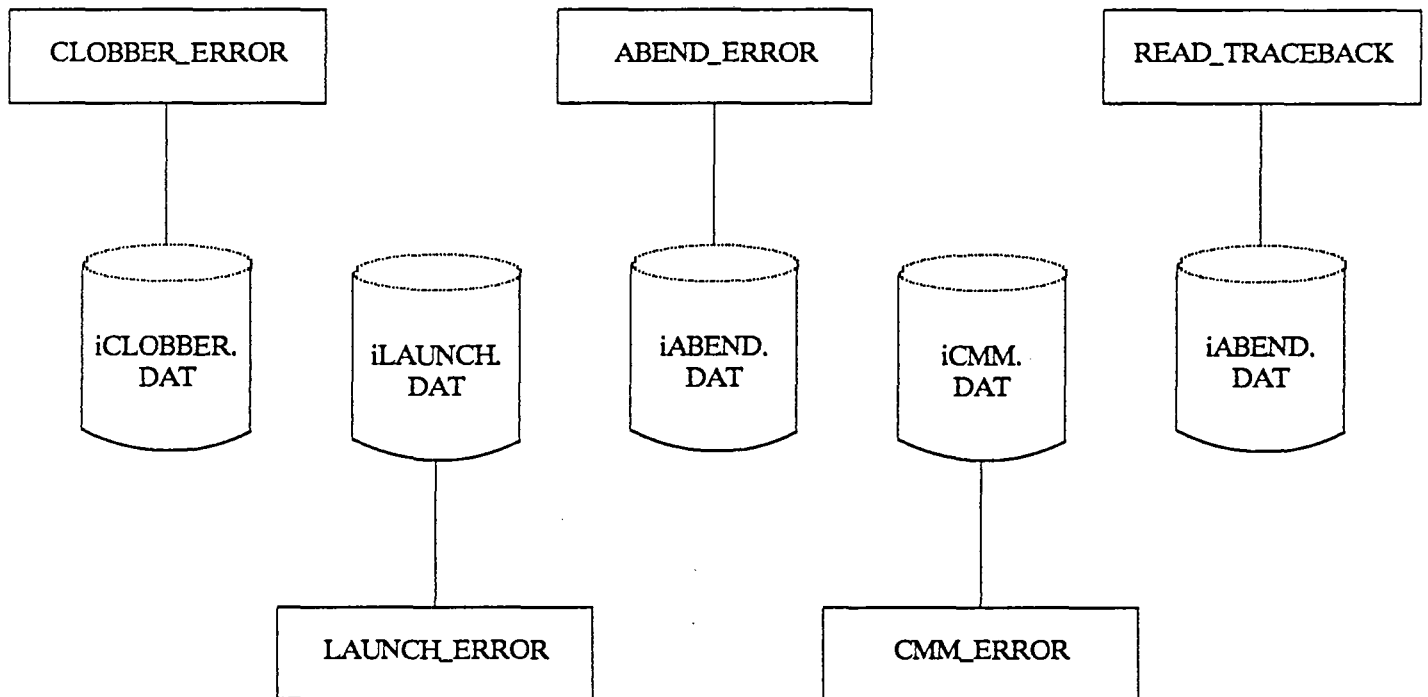 CLOBBER_ERROR
ABEND_ERROR
READ_TRACEBACK
iCLOBBER.
DAT
iLAUNCH.
DAT
iABEND.
DAT
iCMM.
DAT
iABEND.
DAT
LAUNCH_ERROR
CMM_ERROR